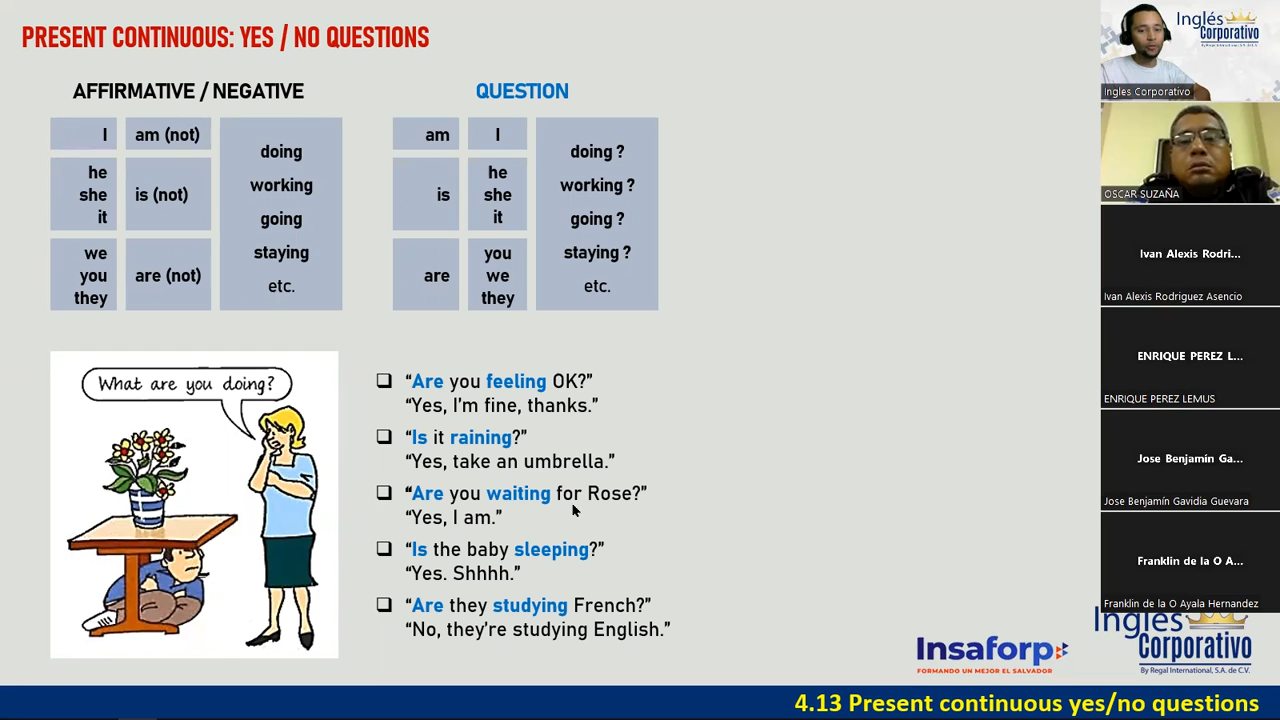 PRESENT CONTINUOUS: YES / NO QUESTIONS
AFFIRMATIVE / NEGATIVE
I
am (not)
he
she
it
is (not)
we
you
they
are (not)
doing
working
going
staying
etc.
QUESTION
am
I
is
he
she
it
are
you
we
they
doing ?
working ?
going ?
staying ?
etc.
What are you doing?
“Are you feeling OK?”
“Yes, I’m fine, thanks.”
“Is it raining?”
“Yes, take an umbrella.”
“Are you waiting for Rose?”
“Yes, I am.”
“Is the baby sleeping?”
“Yes. Shhhh.”
“Are they studying French?”
“No, they’re studying English.”
Inglés
Corporativo
By Regal International, S.A. de C.V.
Ingles Corporativo
OSCAR SUZAÑA
Ivan Alexis Rodri...
Ivan Alexis Rodriguez Asencio
ENRIQUE PEREZ L...
ENRIQUE PEREZ LEMUS
Jose Benjamín Ga...
Jose Benjamín Gavidia Guevara
Franklin de la O A...
Franklin de la O Ayala Hernandez
Insaforp
FORMANDO UN MEJOR EL SALVADOR
Inglés
Corporativo
By Regal International, S.A. de C.V.
4.13 Present continuous yes/no questions